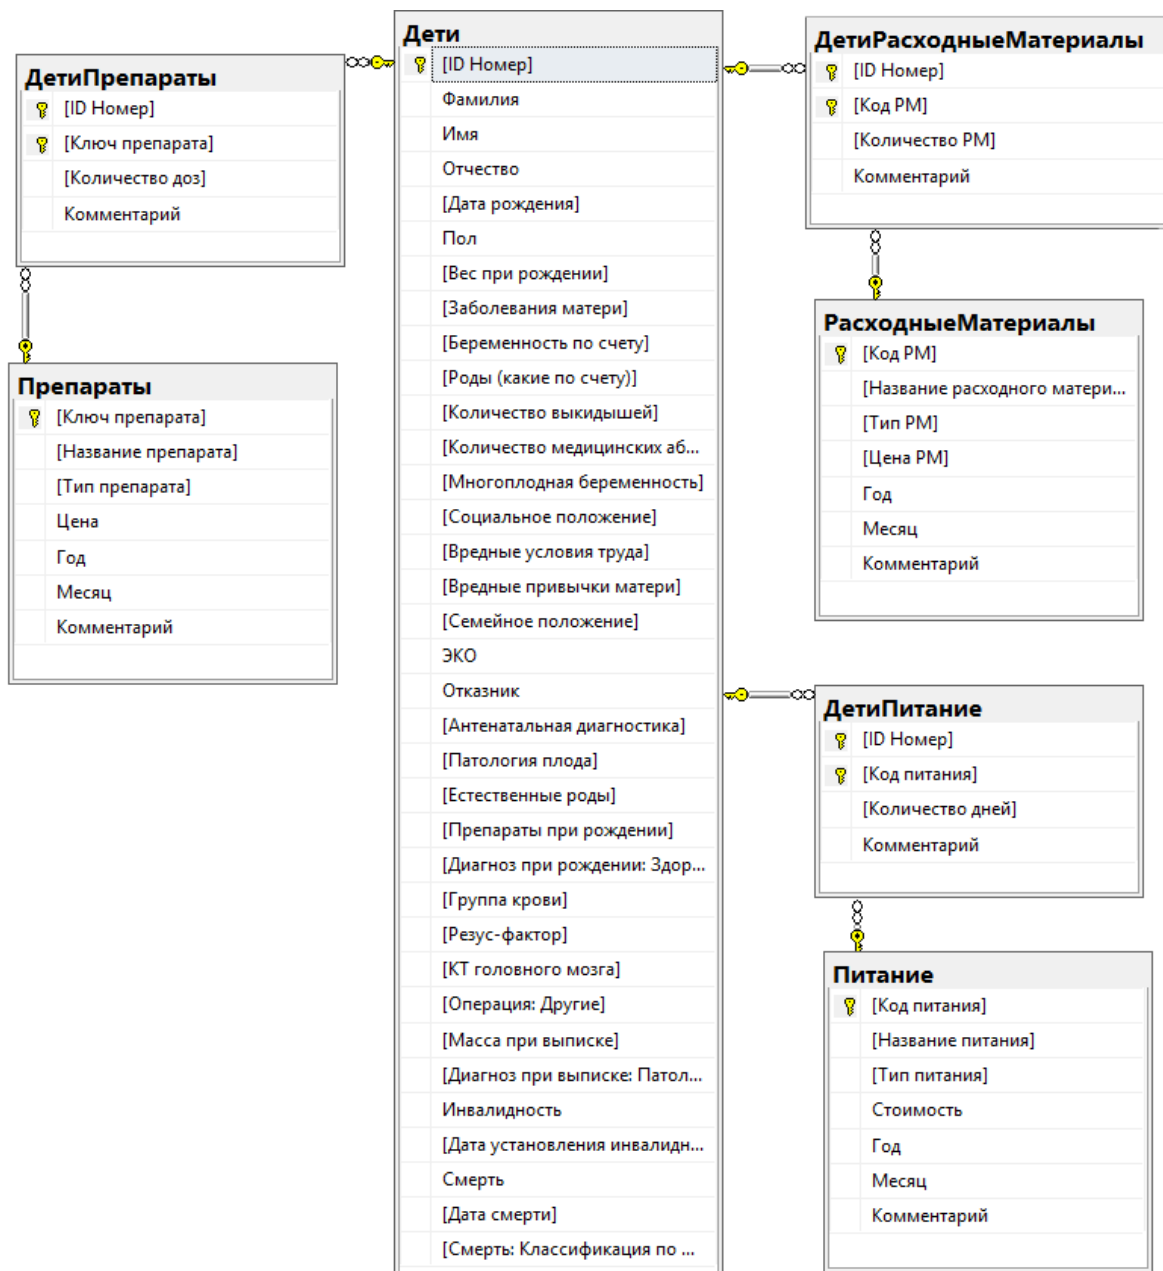 ДетиПрепараты
[ID Номер]
[Ключ препарата]
[Количество доз]
Комментарий
Препараты
[Ключ препарата]
[Название препарата]
[Тип препарата]
Цена
Год
Месяц
Комментарий
Дети
[ID Номер]
Фамилия
Имя
Отчество
[Дата рождения]
Пол
[Вес при рождении]
[Заболевания матери]
[Беременность по счету]
[Роды (какие по счету)]
[Количество выкидышей]
[Количество медицинских аб...
[Многоплодная беременность]
[Социальное положение]
[Вредные условия труда]
[Вредные привычки матери]
[Семейное положение]
ЭКО
Отказник
[Антенатальная диагностика]
[Патология плода]
[Естественные роды]
[Препараты при рождении]
[Диагноз при рождении: Здор...
[Группа крови]
[Резус-фактор]
[КТ головного мозга]
[Операция: Другие]
[Масса при выписке]
[Диагноз при выписке: Патол...
Инвалидность
[Дата установления инвалидн...
Смерть
[Дата смерти]
[Смерть: Классификация по ...
ДетиРасходныеМатериалы
[ID Номер]
[Код РМ]
[Количество РМ]
Комментарий
РасходныеМатериалы
[Код РМ]
[Название расходного матери...
[Тип РМ]
[Цена РМ]
Год
Месяц
Комментарий
ДетиПитание
[ID Номер]
[Код питания]
[Количество дней]
Комментарий
Питание
[Код питания]
[Название питания]
[Тип питания]
Стоимость
Год
Месяц
Комментарий